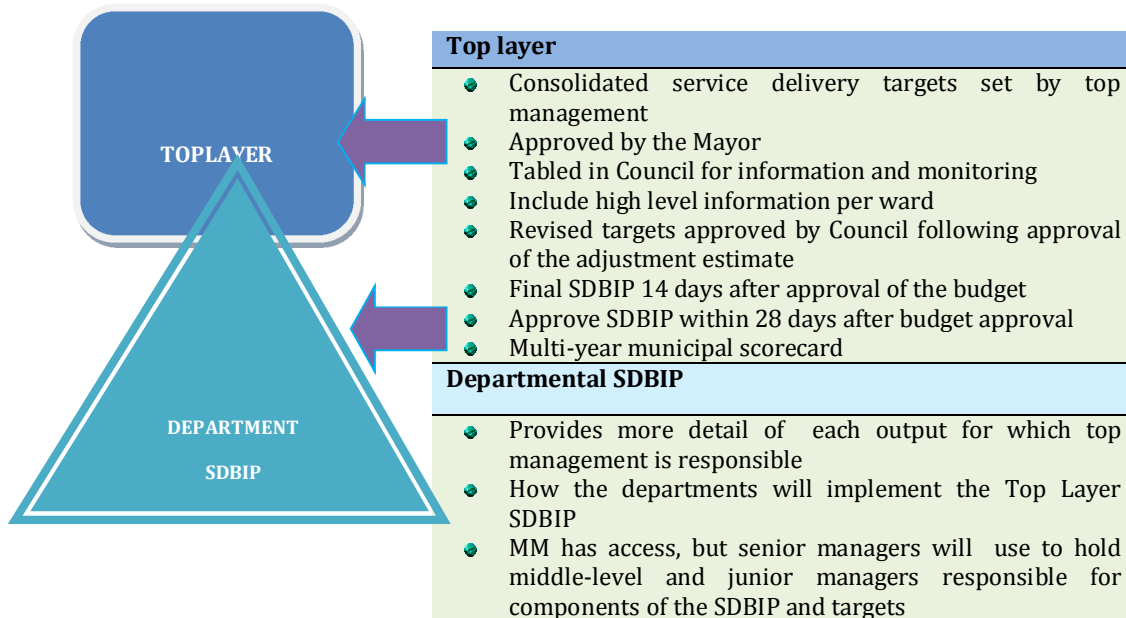 TOPLAYER
DEPARTMENT
SDBIP
Top layer
Consolidated service delivery targets set by top
management
Approved by the Mayor
Tabled in Council for information and monitoring
Include high level information per ward
Revised targets approved by Council following approval
of the adjustment estimate
Final SDBIP 14 days after approval of the budget
Approve SDBIP within 28 days after budget approval
Multi-year municipal scorecard
Departmental SDBIP
Provides more detail of each output for which top
management is responsible
How the departments will implement the Top Layer
SDBIP
MM has access, but senior managers will use to hold
middle-level and junior managers responsible for
components of the SDBIP and targets